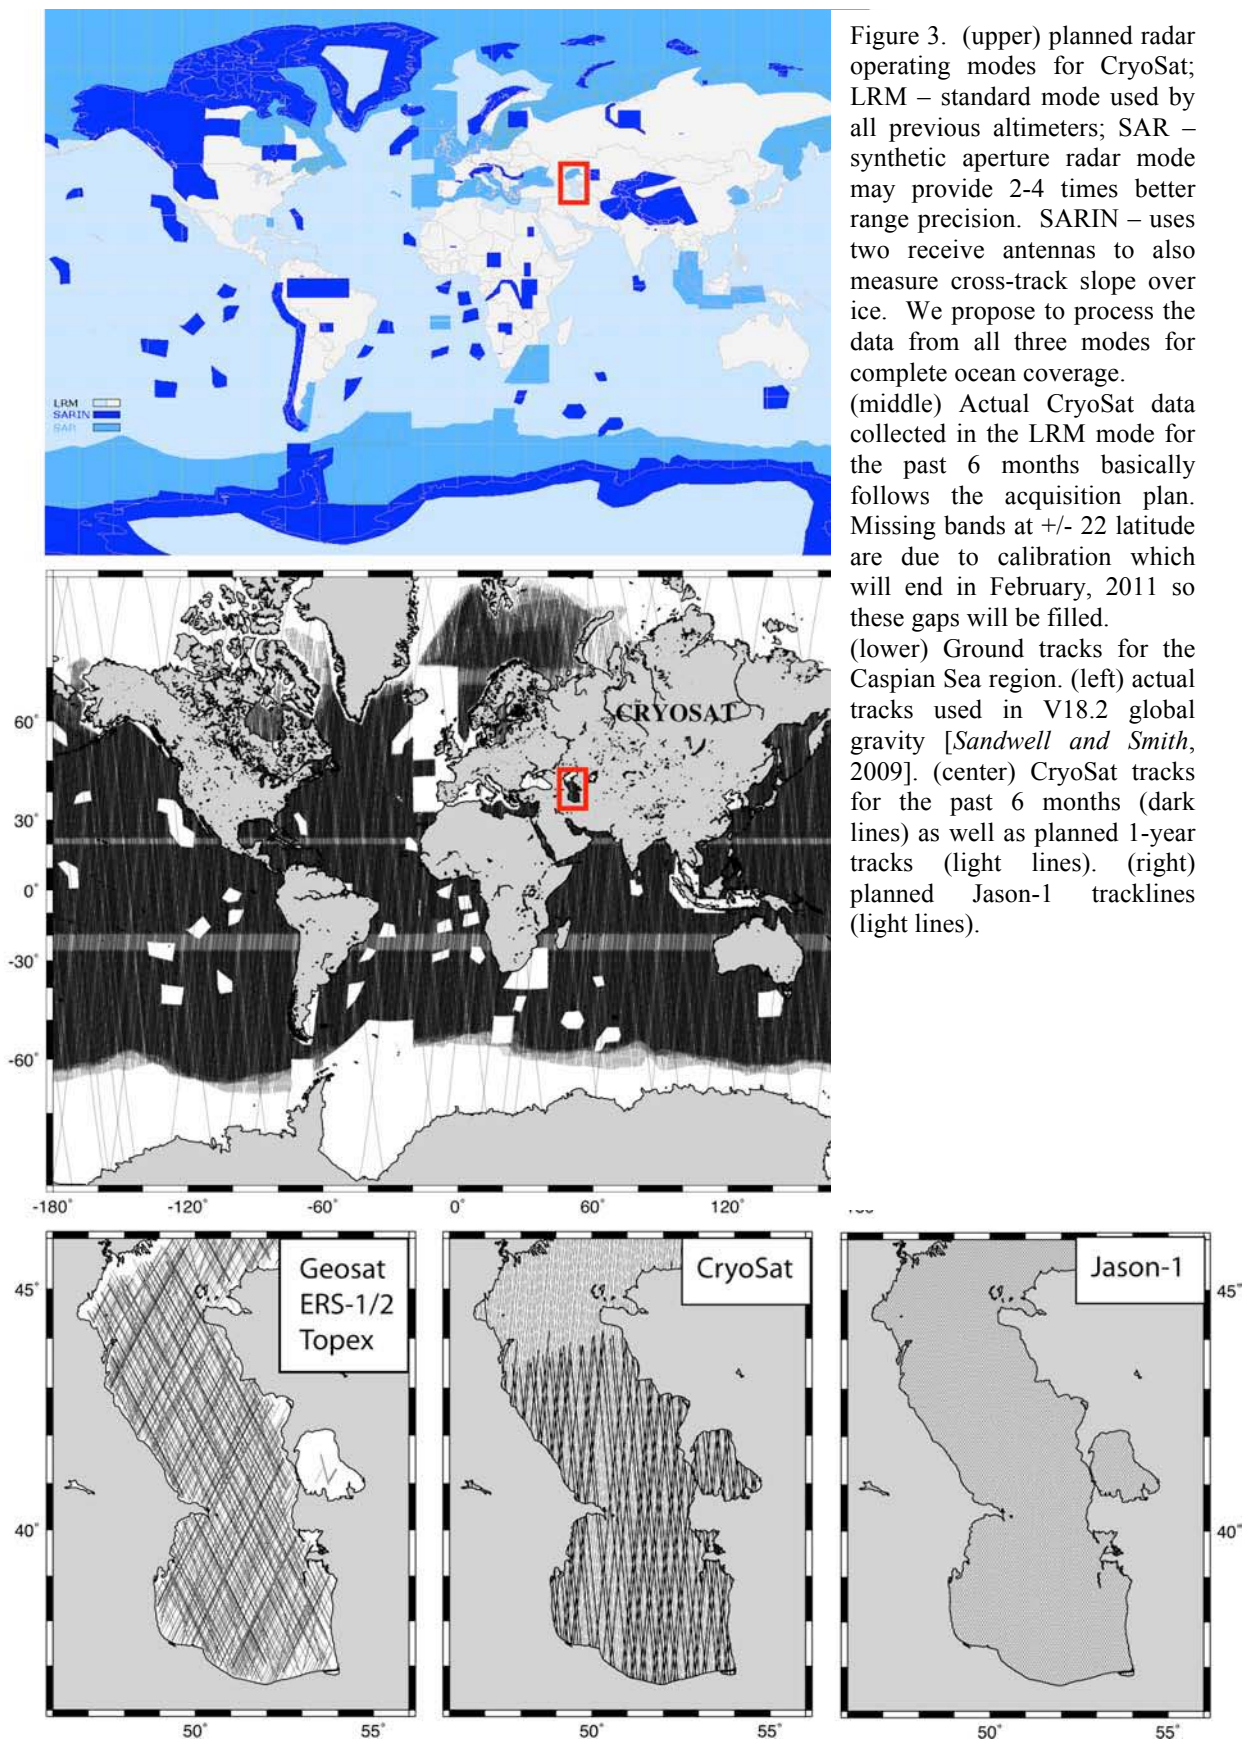 Figure 3. (upper) planned radar
operating modes for CryoSat;
LRM – standard mode used by
all previous altimeters; SAR –
synthetic aperture radar mode
may provide 2-4 times better
range precision. SARIN – uses
two receive antennas to also
measure cross-track slope over
ice. We propose to process the
data from all three modes for
complete ocean coverage.
(middle) Actual CryoSat data
collected in the LRM mode for
the past 6 months basically
follows the acquisition plan.
Missing bands at +/- 22 latitude
are due to calibration which
will end in February, 2011 so
these gaps will be filled.
(lower) Ground tracks for the
Caspian Sea region. (left) actual
tracks used in V18.2 global
gravity [Sandwell and Smith,
2009]. (center) CryoSat tracks
for the past 6 months (dark
lines) as well as planned 1-year
tracks (light lines). (right)
planned Jason-1 tracklines
(light lines).
LRM
SARIN
SAR
CRYOSAT
60°
30°
0°
-30°
-60°
-180° -120° -60° 0° 60° 120°
Geosat
ERS-1/2
Topex
CryoSat
Jason-1
45° 45°
40° 40°
50° 55° 50° 55° 50° 55°